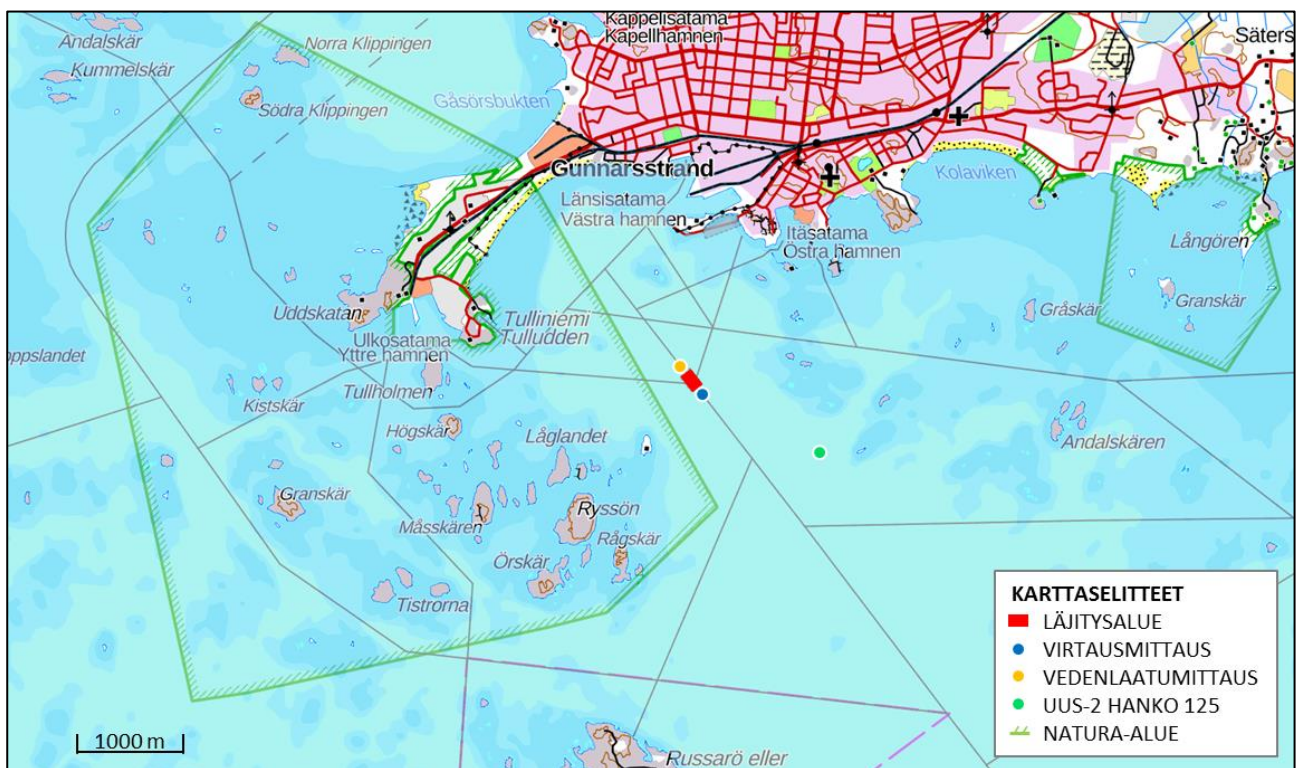 Kappelisatama
Kapellhamnen
Andalskär
Kummelskär
Norra Klippingen
Södra Klippingen
Gåsörsbukten
Säters
Gunnarsstrand
Länsisatama
Västra hamnen
Kolaviken
Itäsatama
Östra hamnen
Långören
Granskär
Gråskär
Uddskatan
Ulkosatama
Yttre hamnen
Tulliniemi
Tulludden
oppslandet
Tullholmen
Kistskär
Högskär
Låglandet
Andalskären
Granskär
Måsskären
Ryssön
Rågskär
Örskär
Tistrorna
Russarö eller
1000 m
KARTTASELITTEET
LÄJITYSALUE
VIRTAUSMITTAUS
VEDENLAATUMITTAUS
UUS-2 HANKO 125
NATURA-ALUE